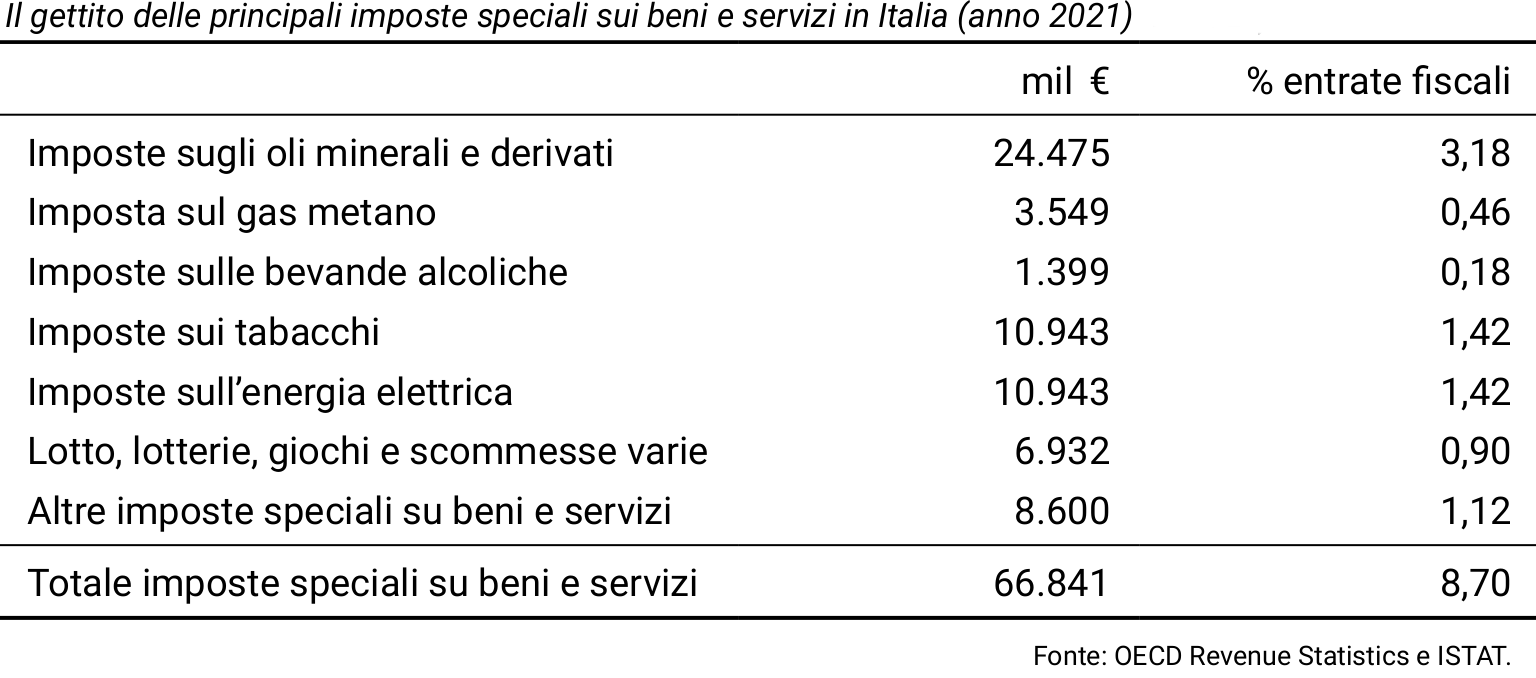 Il gettito delle principali imposte speciali sui beni e servizi in Italia (anno 2021)
mil € % entrate fiscali
Imposte sugli oli minerali e derivati 24.475 3,18
Imposta sul gas metano 3.549 0,46
Imposte sulle bevande alcoliche 1.399 0,18
Imposte sui tabacchi 10.943 1,42
Imposte sull’energia elettrica 10.943 1,42
Lotto, lotterie, giochi e scommesse varie 6.932 0,90
Altre imposte speciali su beni e servizi 8.600 1,12
Totale imposte speciali su beni e servizi 66.841 8,70
Fonte: OECD Revenue Statistics e ISTAT.